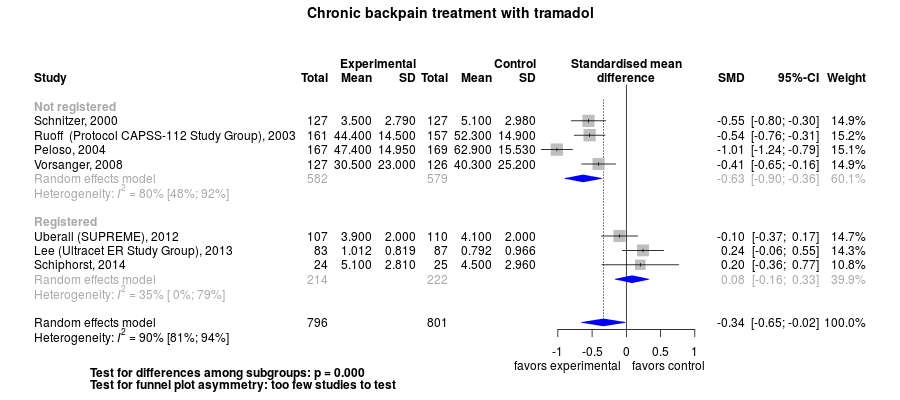 Chronic backpain treatment with tramadol
Experimental Control Standardised mean
Study Total Mean SD Total Mean SD difference SMD 95%-CI Weight
Not registered
Schnitzer, 2000 127 3.500 2.790 127 5.100 2.980 -0.55 [-0.80; -0.30] 14.9%
Ruoff (Protocol CAPSS-112 Study Group), 2003 161 44.400 14.500 157 52.300 14.900 -0.54 [-0.76; -0.31] 15.2%
Peloso, 2004 167 47.400 14.950 169 62.900 15.530 -1.01 [-1.24; -0.79] 15.1%
Vorsanger, 2008 127 30.500 23.000 126 40.300 25.200 -0.41 [-0.65; -0.16] 14.9%
Random effects model 582 579 -0.63 [-0.90; -0.36] 60.1%
Heterogeneity: I² = 80% [48%; 92%]
Registered
Uberall (SUPREME), 2012 107 3.900 2.000 110 4.100 2.000 -0.10 [-0.37; 0.17] 14.7%
Lee (Ultracet ER Study Group), 2013 83 1.012 0.819 87 0.792 0.966 0.24 [-0.06; 0.55] 14.3%
Schiphorst, 2014 24 5.100 2.810 25 4.500 2.960 0.20 [-0.36; 0.77] 10.8%
Random effects model 214 222 0.08 [-0.16; 0.33] 39.9%
Heterogeneity: I² = 35% [ 0%; 79%]
Random effects model 796 801 -0.34 [-0.65; -0.02] 100.0%
Heterogeneity: I² = 90% [81%; 94%]
-1 -0.5 0 0.5 1
favors experimental favors control
Test for differences among subgroups: p = 0.000
Test for funnel plot asymmetry: too few studies to test